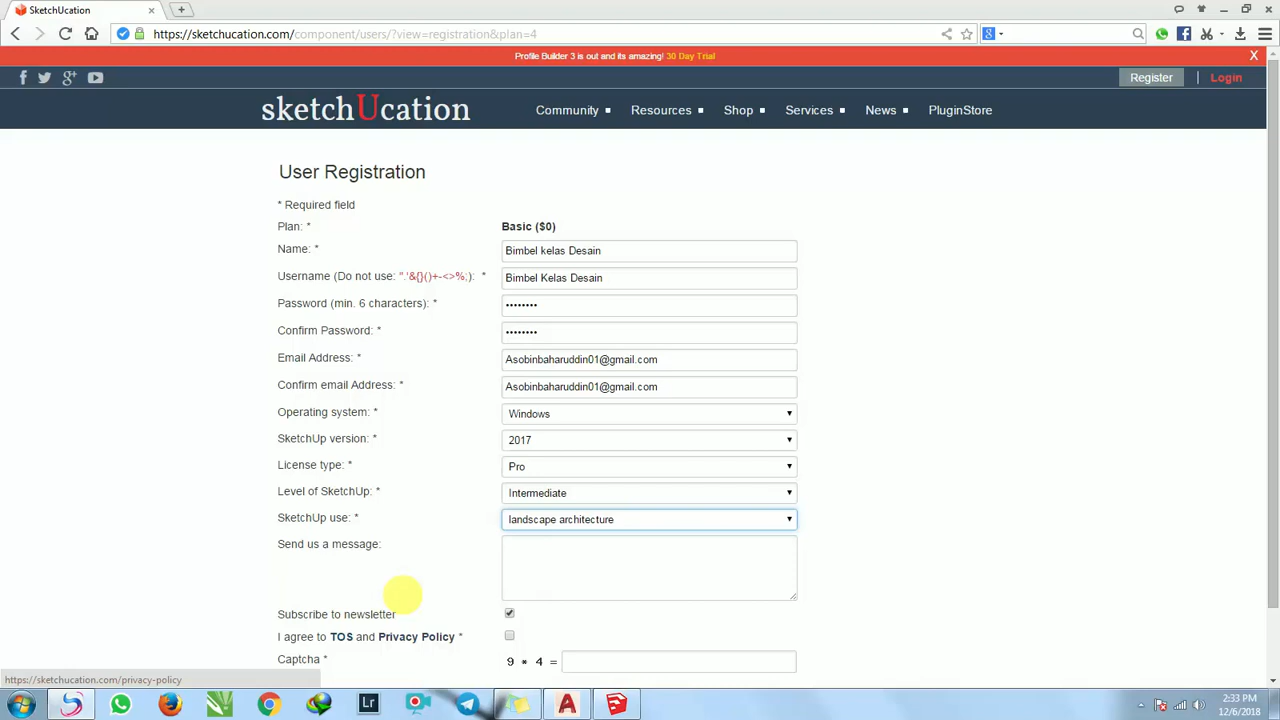 SketchUcation
https://sketchucation.com/component/users/?view=registration&plan=4
Profile Builder 3 is out and its amazing! 30 Day Trial X
Register | Login
sketchUcation Community Resources Shop Services News PluginStore
User Registration
* Required field
Plan: * Basic ($0)
Name: * Bimbel kelas Desain
Username (Do not use: ".'&{}()+-<>%;): * Bimbel Kelas Desain
Password (min. 6 characters): * ••••••••
Confirm Password: * ••••••••
Email Address: * Asobinbaharuddin01@gmail.com
Confirm email Address: * Asobinbaharuddin01@gmail.com
Operating system: * Windows
SketchUp version: * 2017
License type: * Pro
Level of SketchUp: * Intermediate
SketchUp use: * landscape architecture
Send us a message:
Subscribe to newsletter
I agree to TOS and Privacy Policy *
Captcha * 9 * 4 =
https://sketchucation.com/privacy-policy
Lr
2:33 PM
12/6/2018